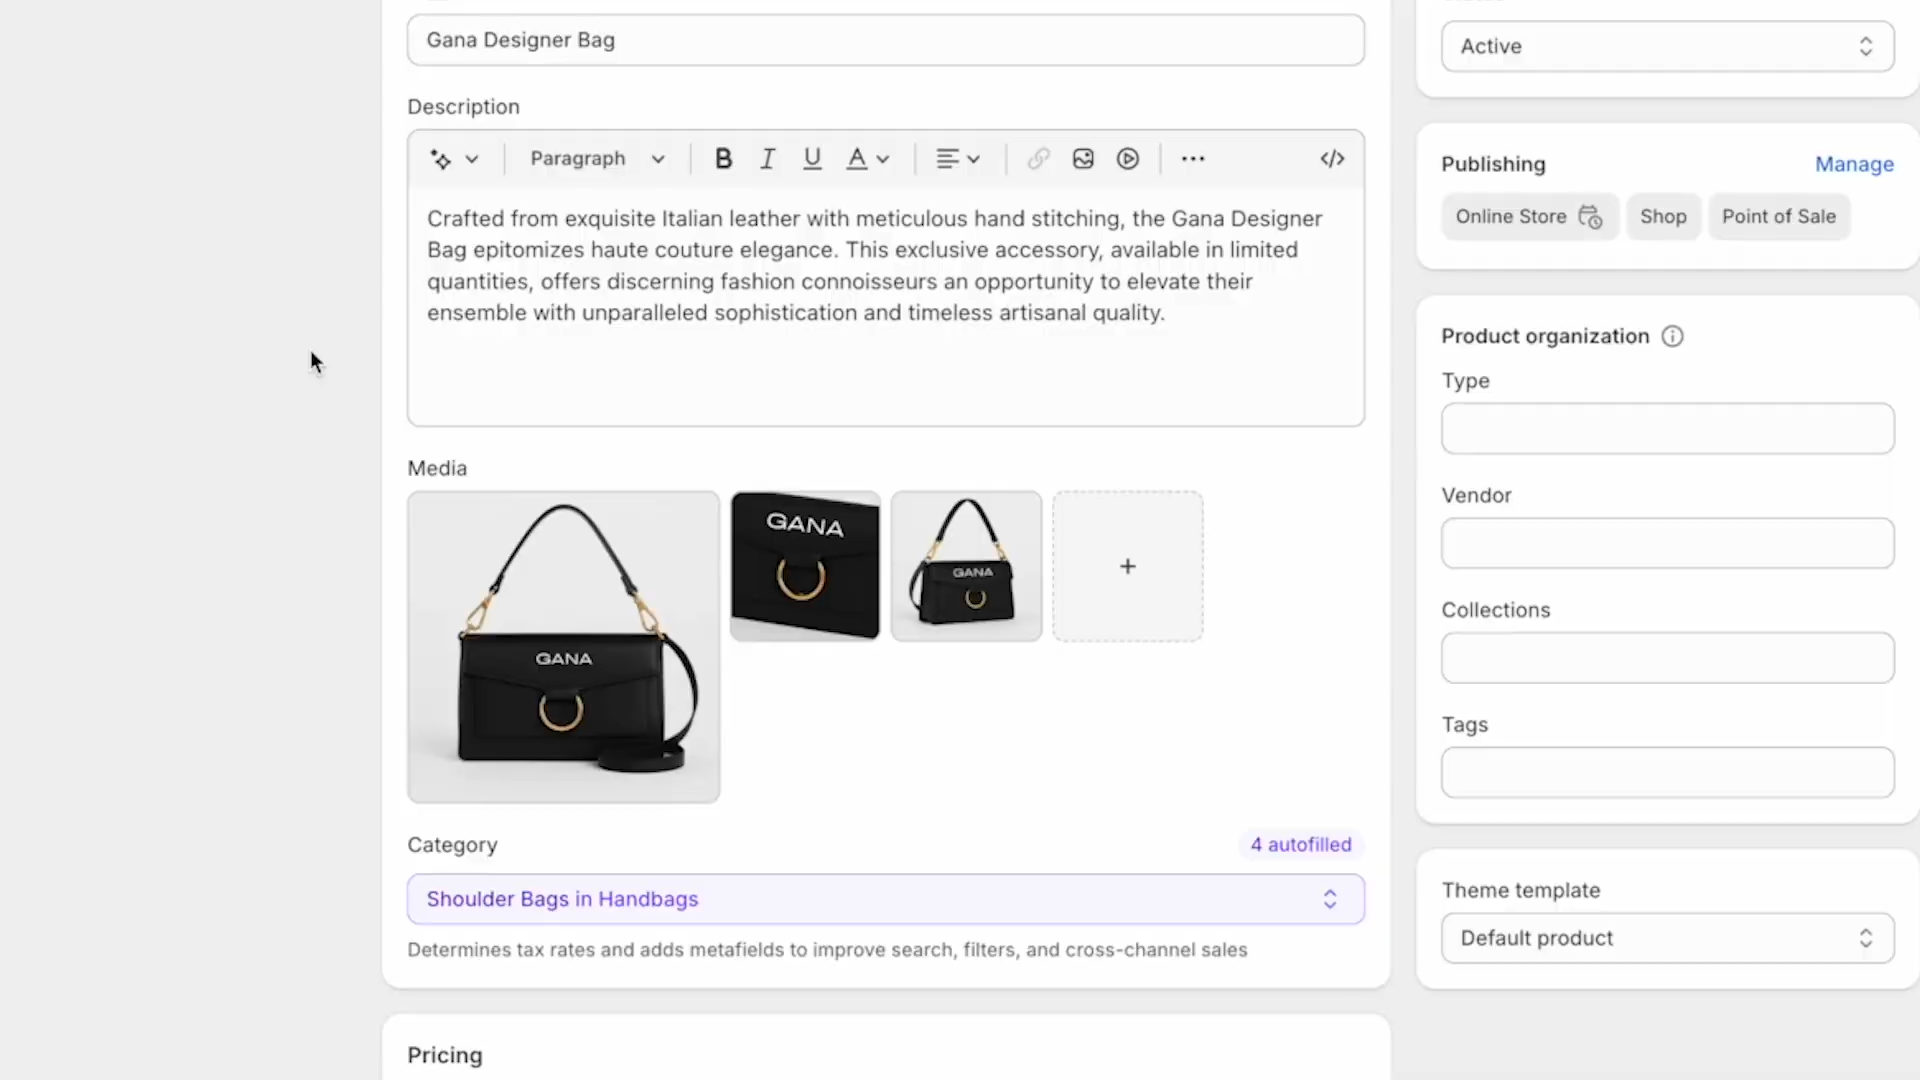 Gana Designer Bag
Description
Paragraph
B I U A
Crafted from exquisite Italian leather with meticulous hand stitching, the Gana Designer
Bag epitomizes haute couture elegance. This exclusive accessory, available in limited
quantities, offers discerning fashion connoisseurs an opportunity to elevate their
ensemble with unparalleled sophistication and timeless artisanal quality.
Media
GANA
GANA
GANA
Category
4 autofilled
Shoulder Bags in Handbags
Determines tax rates and adds metafields to improve search, filters, and cross-channel sales
Pricing
Active
Publishing
Manage
Online Store
Shop
Point of Sale
Product organization
Type
Vendor
Collections
Tags
Theme template
Default product